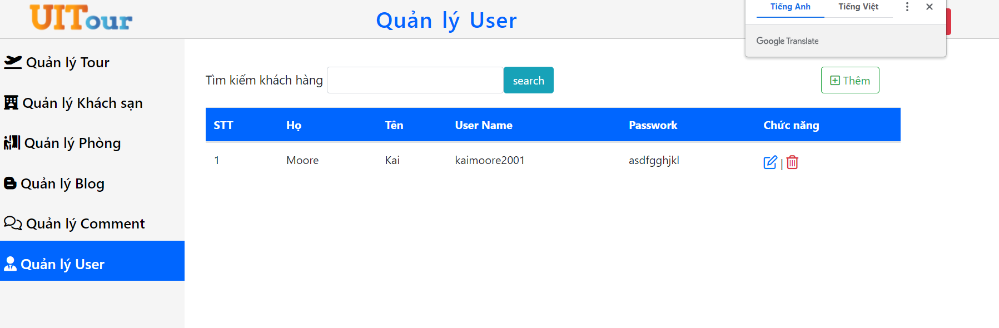 UITour
Quản lý User
Tiếng Anh Tiếng Việt
Google Translate
Quản lý Tour
Quản lý Khách sạn
Quản lý Phòng
Quản lý Blog
Quản lý Comment
Quản lý User
Tìm kiếm khách hàng search Thêm
STT Họ Tên User Name Passwork Chức năng
1 Moore Kai kaimoore2001 asdfgghjkl |